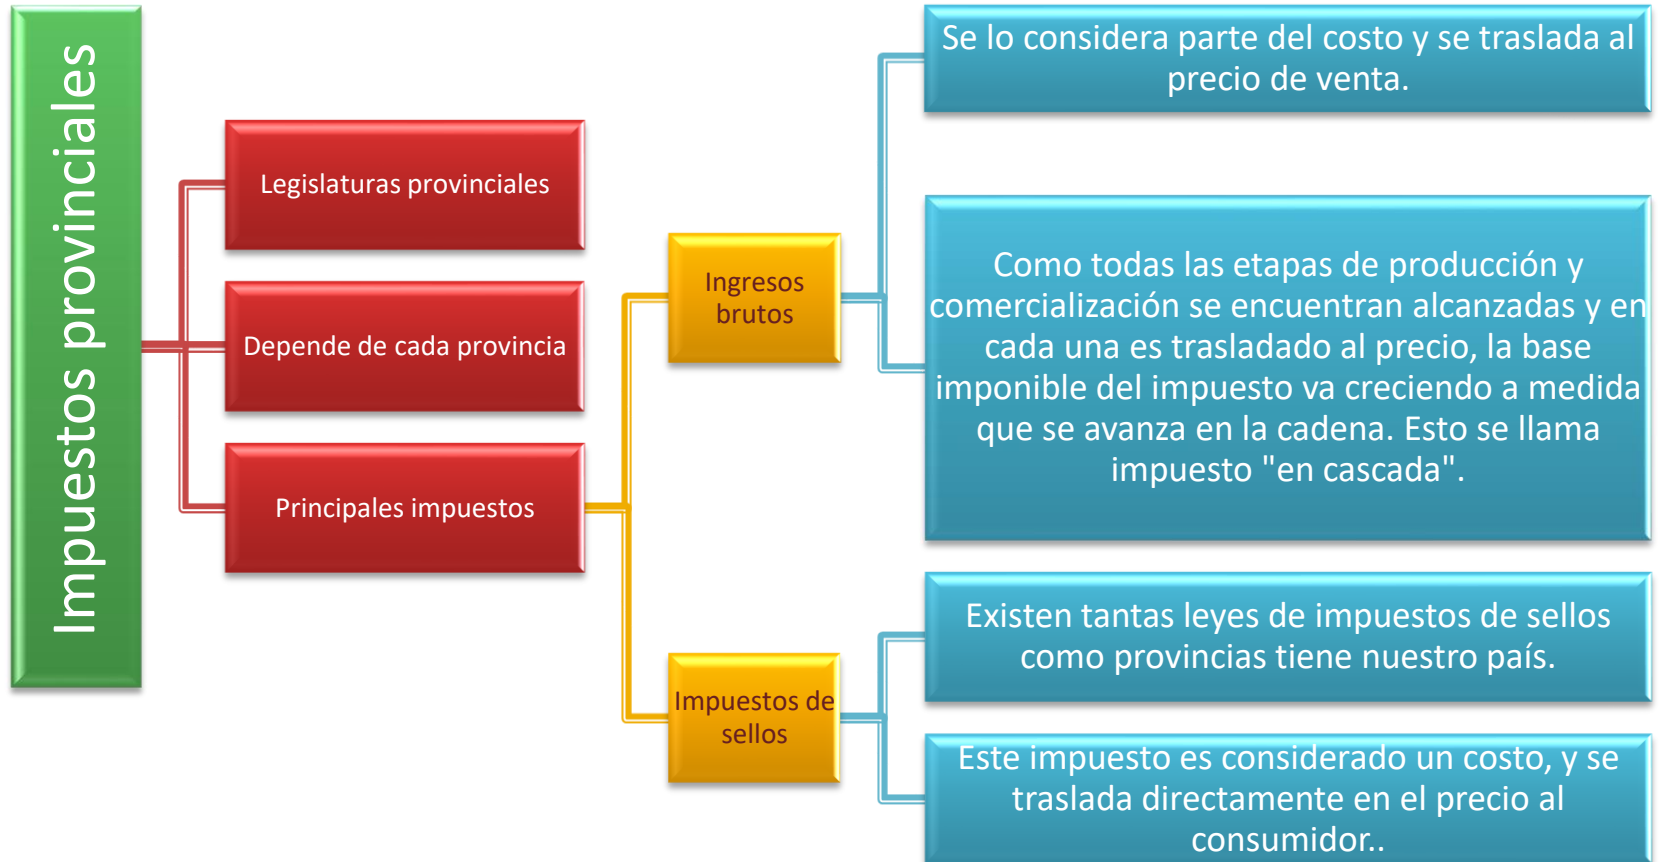 Impuestos provinciales
Legislaturas provinciales
Depende de cada provincia
Principales impuestos
Ingresos
brutos
Se lo considera parte del costo y se traslada al
precio de venta.
Como todas las etapas de producción y
comercialización se encuentran alcanzadas y en
cada una es trasladado al precio, la base
imponible del impuesto va creciendo a medida
que se avanza en la cadena. Esto se llama
impuesto "en cascada".
Impuestos de
sellos
Existen tantas leyes de impuestos de sellos
como provincias tiene nuestro país.
Este impuesto es considerado un costo, y se
traslada directamente en el precio al
consumidor..